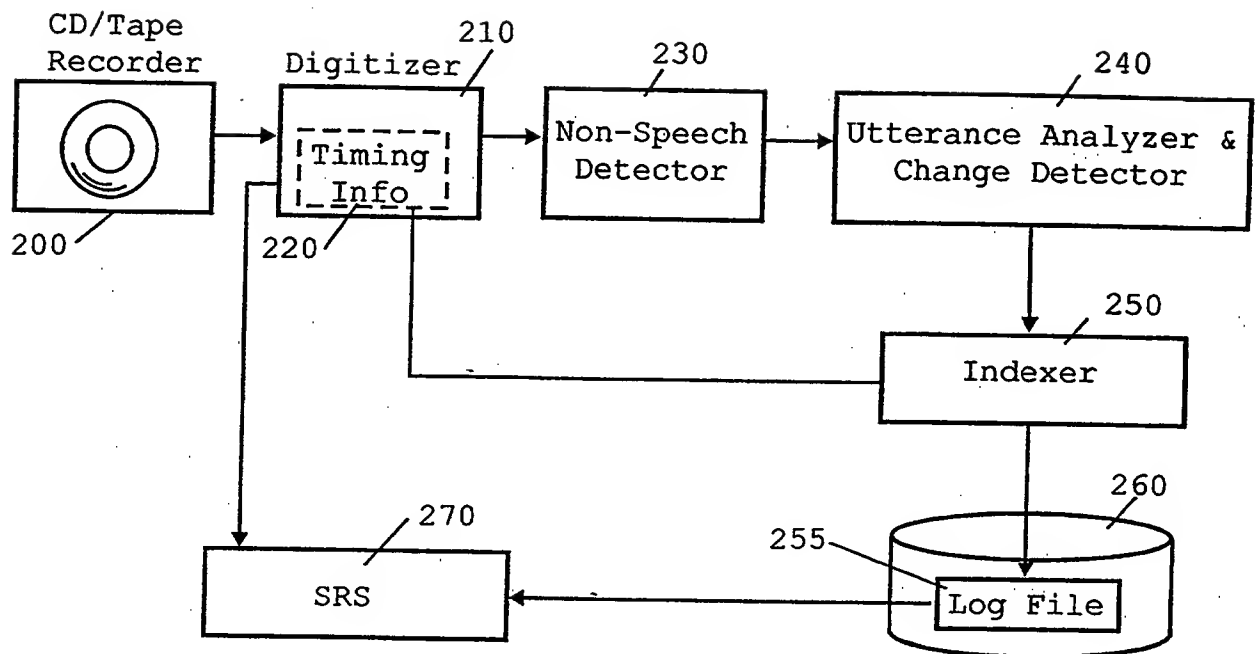 CD/Tape
Recorder
200
Digitizer
210
Timing
Info
220
230
Non-Speech
Detector
240
Utterance Analyzer &
Change Detector
250
Indexer
260
255
Log File
270
SRS